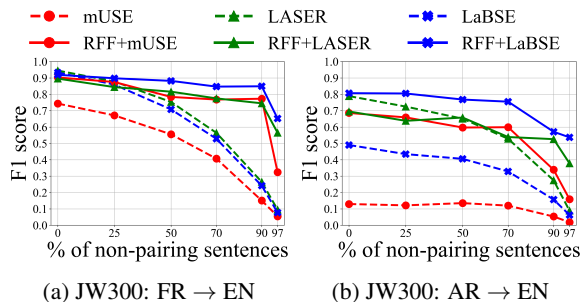 mUSE LASER LaBSE
RFF+mUSE RFF+LASER RFF+LaBSE
F1 score
1.0
0.9
0.8
0.7
0.6
0.5
0.4
0.3
0.2
0.1
0.0
0 25 50 70 90 97
% of non-pairing sentences
(a) JW300: FR → EN
F1 score
1.0
0.9
0.8
0.7
0.6
0.5
0.4
0.3
0.2
0.1
0.0
0 25 50 70 90 97
% of non-pairing sentences
(b) JW300: AR → EN